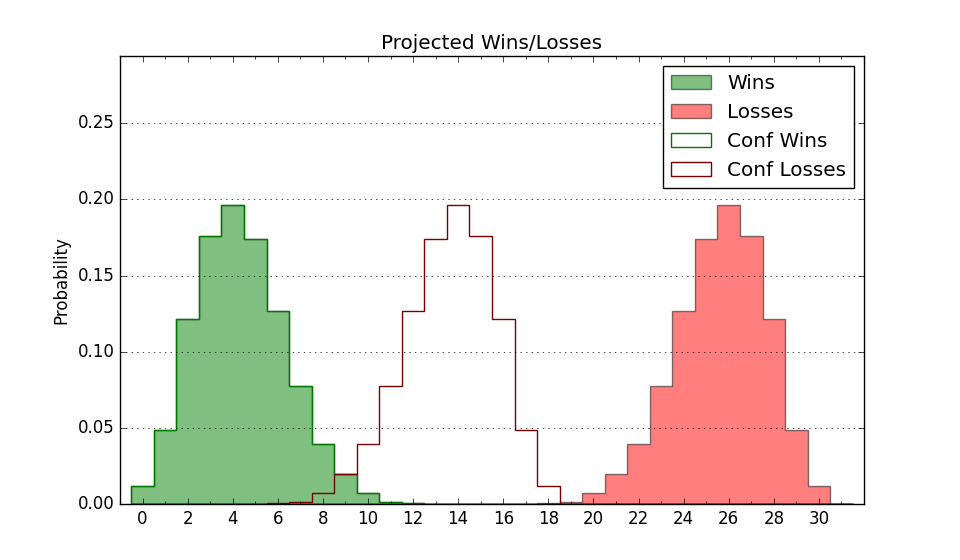 Projected Wins/Losses
Wins
Losses
Conf Wins
Conf Losses
Probability
0.25
0.20
0.15
0.10
0.05
0.00
0 2 4 6 8 10 12 14 16 18 20 22 24 26 28 30